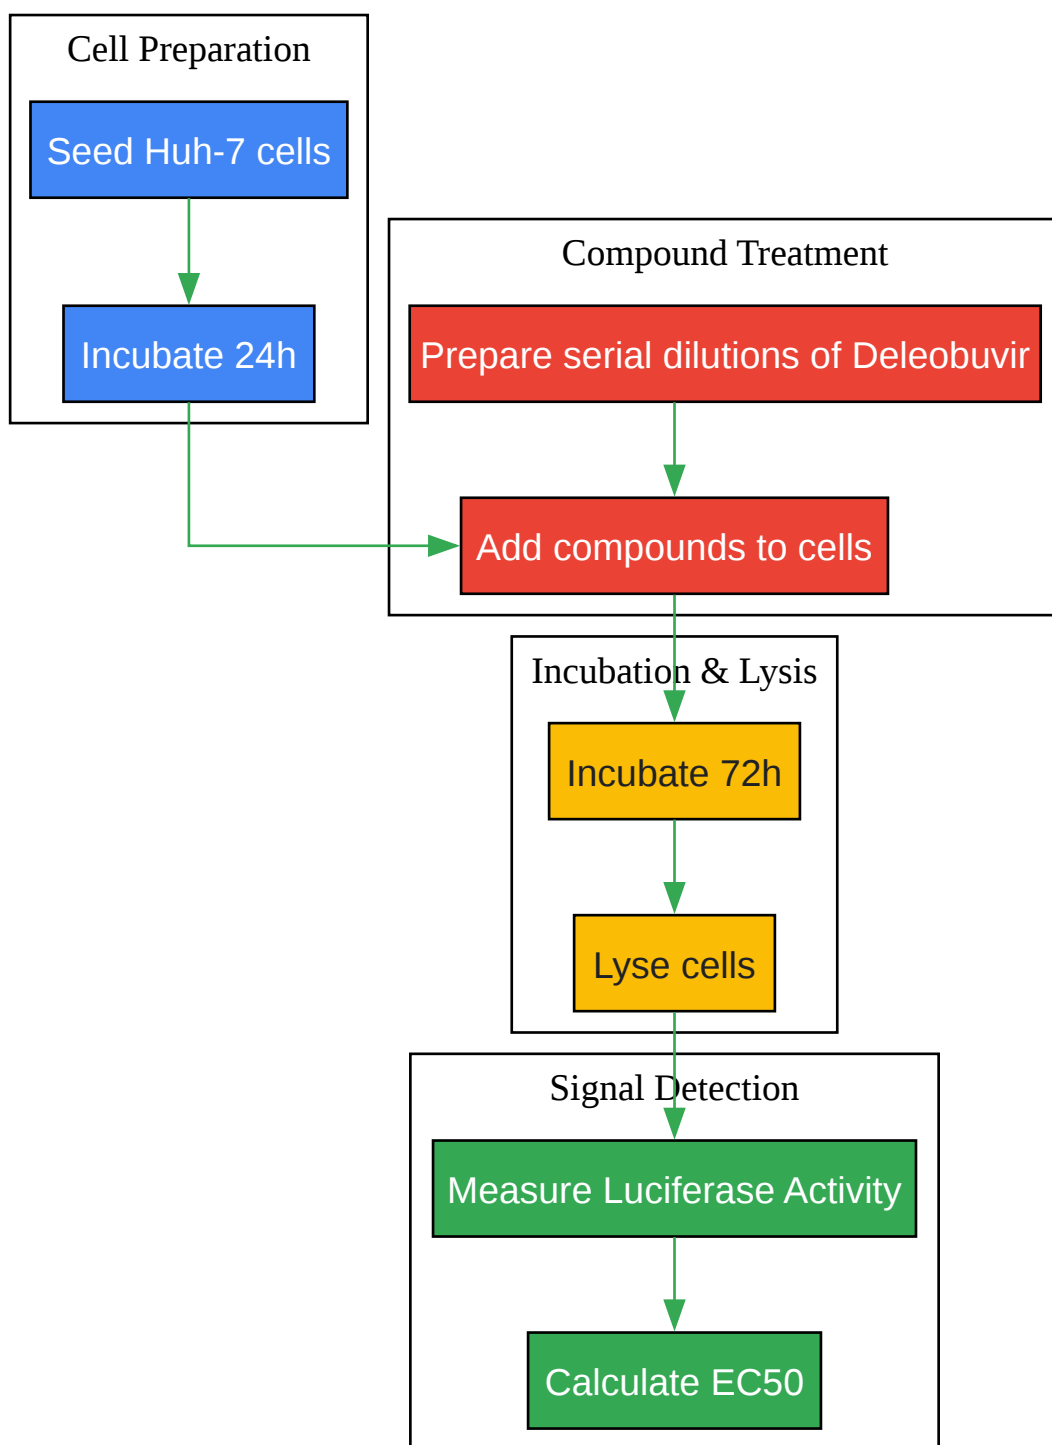 Cell Preparation
Seed Huh-7 cells
Incubate 24h
Compound Treatment
Prepare serial dilutions of Deleobuvir
Add compounds to cells
Incubation & Lysis
Incubate 72h
Lyse cells
Signal Detection
Measure Luciferase Activity
Calculate EC50